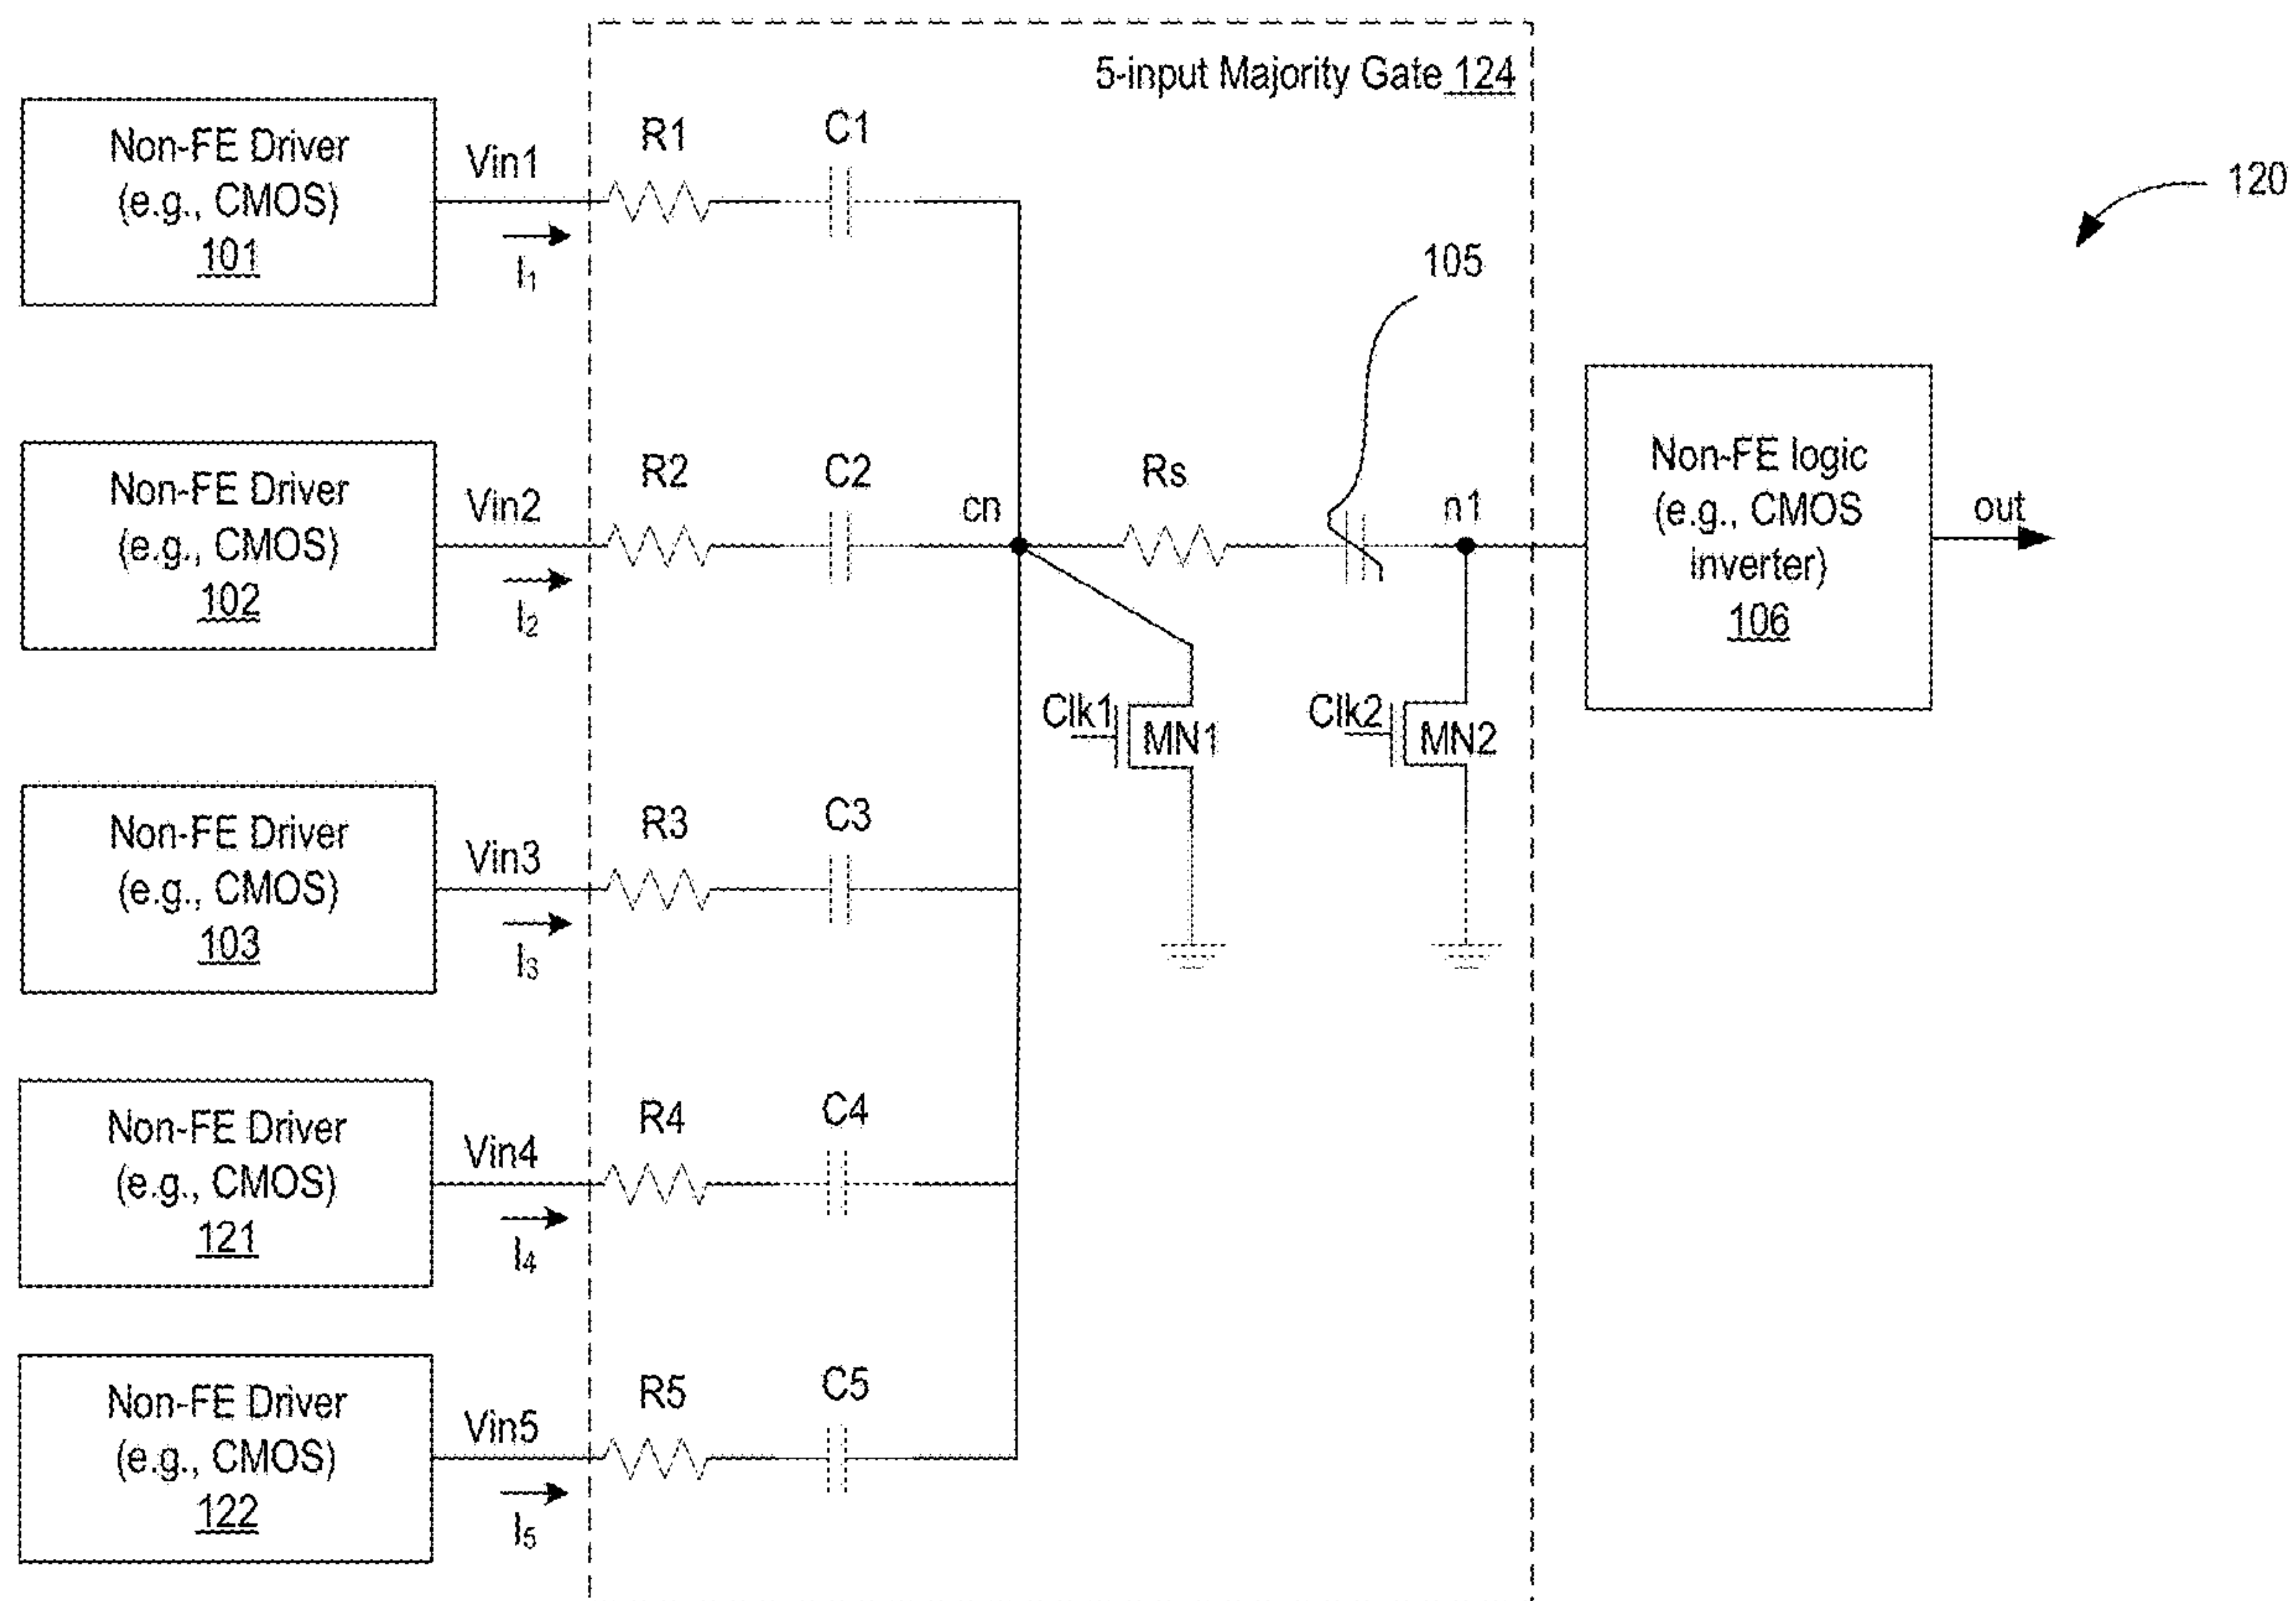 5-input Majority Gate 124
120
Non-FE Driver
(e.g., CMOS)
101
Vin1
I1
R1
C1
105
Non-FE Driver
(e.g., CMOS)
102
Vin2
I2
R2
C2
cn
Rs
n1
Non-FE logic
(e.g., CMOS
inverter)
106
out
Clk1
MN1
Clk2
MN2
Non-FE Driver
(e.g., CMOS)
103
Vin3
I3
R3
C3
Non-FE Driver
(e.g., CMOS)
121
Vin4
I4
R4
C4
Non-FE Driver
(e.g., CMOS)
122
Vin5
I5
R5
C5